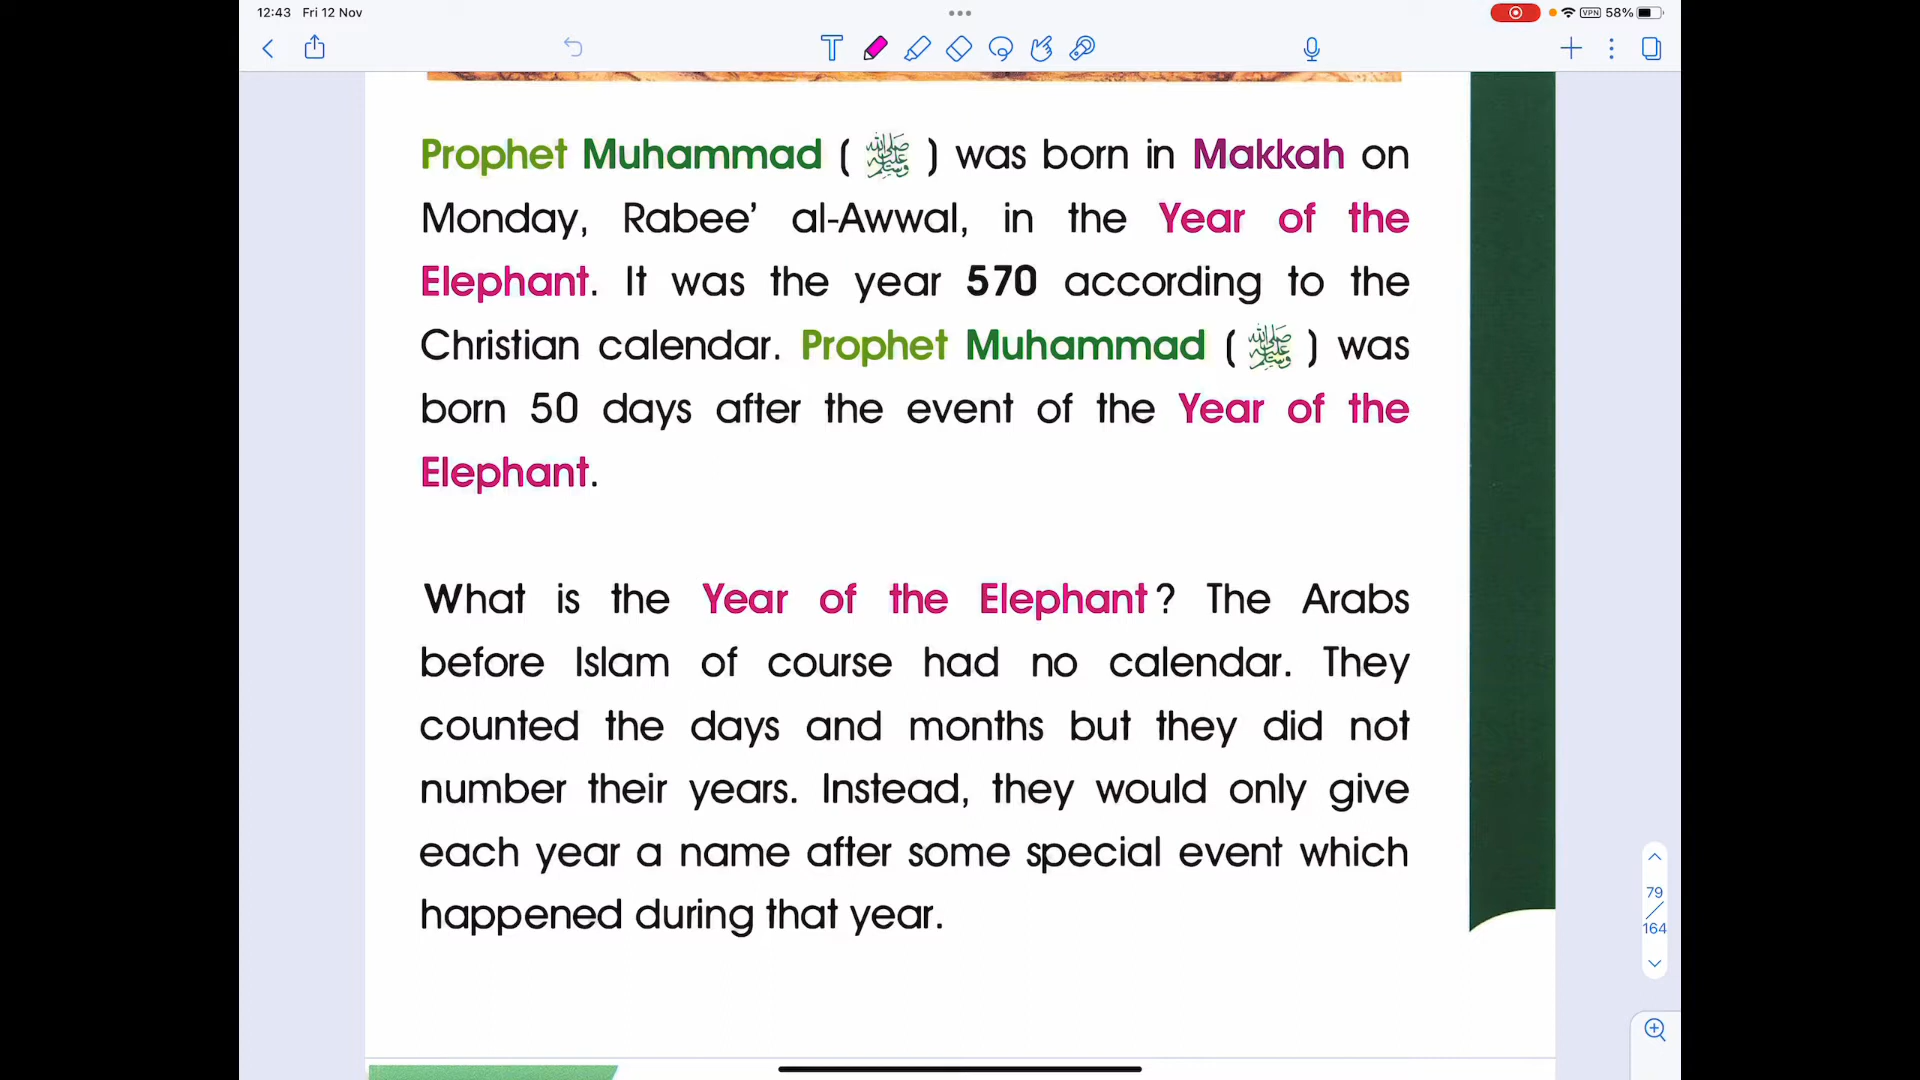 12:43 Fri 12 Nov
VPN 58%
Prophet Muhammad ( ﷺ ) was born in Makkah on
Monday, Rabee’ al-Awwal, in the Year of the
Elephant. It was the year 570 according to the
Christian calendar. Prophet Muhammad ( ﷺ ) was
born 50 days after the event of the Year of the
Elephant.
What is the Year of the Elephant? The Arabs
before Islam of course had no calendar. They
counted the days and months but they did not
number their years. Instead, they would only give
each year a name after some special event which
happened during that year.
79
164